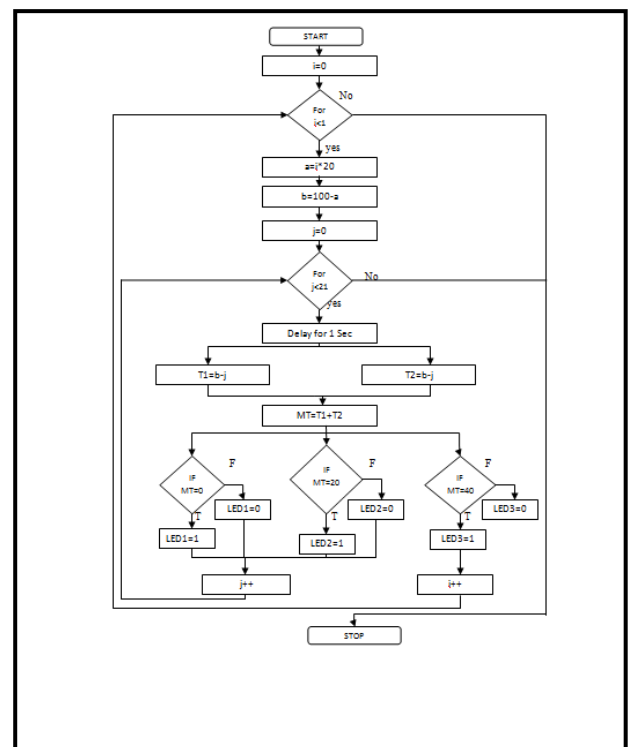 START
i=0
No
For
i<1
yes
a=i*20
b=100-a
j=0
For
j<21
No
yes
Delay for 1 Sec
T1=b-j
T2=b-j
MT=T1+T2
IF
MT=0
F
T
LED1=0
LED1=1
IF
MT=20
F
T
LED2=0
LED2=1
IF
MT=40
F
T
LED3=0
LED3=1
j++
i++
STOP